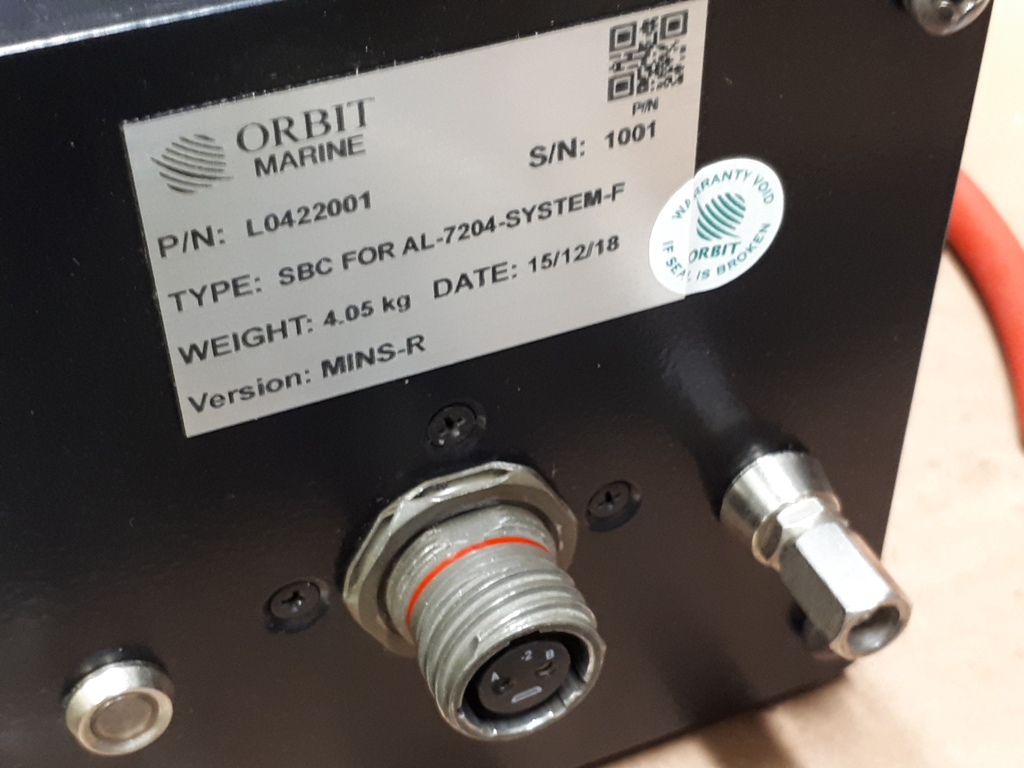 ORBIT
MARINE
P/N
S/N: 1001
P/N: L0422001
TYPE: SBC FOR AL-7204-SYSTEM-F
WEIGHT: 4.05 kg DATE: 15/12/18
Version: MINS-R
WARRANTY VOID
ORBIT
IF SEAL IS BROKEN
A
-2
B